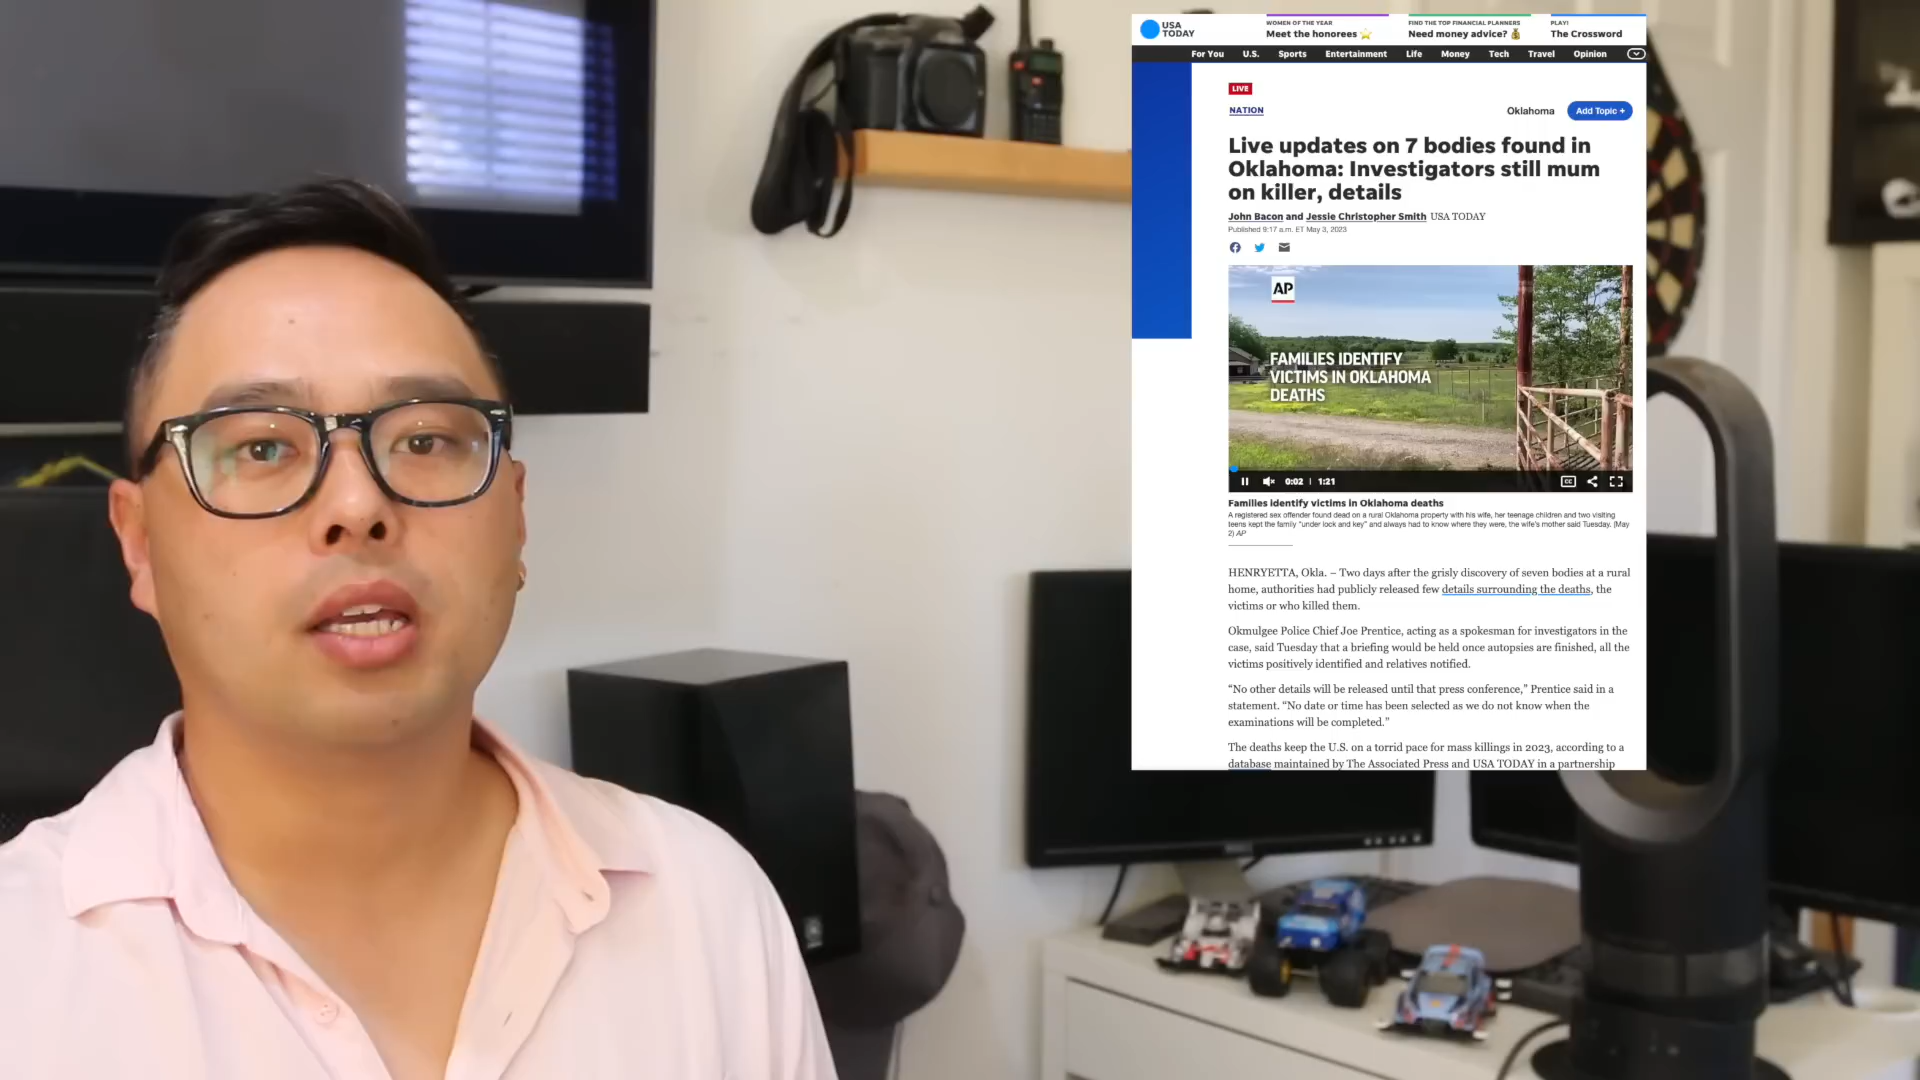 USA
TODAY
WOMEN OF THE YEAR
Meet the honorees
FIND THE TOP FINANCIAL PLANNERS
Need money advice?
PLAY!
The Crossword
For You U.S. Sports Entertainment Life Money Tech Travel Opinion
LIVE
NATION
Oklahoma Add Topic +
Live updates on 7 bodies found in
Oklahoma: Investigators still mum
on killer, details
John Bacon and Jessie Christopher Smith USA TODAY
Published 9:17 a.m. ET May 3, 2023
AP
FAMILIES IDENTIFY
VICTIMS IN OKLAHOMA
DEATHS
0:02 | 1:21
CC
Families identify victims in Oklahoma deaths
A registered sex offender found dead on a rural Oklahoma property with his wife, her teenage children and two visiting
teens kept the family "under lock and key" and always had to know where they were, the wife's mother said Tuesday. (May
2) AP
HENRYETTA, Okla. – Two days after the grisly discovery of seven bodies at a rural
home, authorities had publicly released few details surrounding the deaths, the
victims or who killed them.
Okmulgee Police Chief Joe Prentice, acting as a spokesman for investigators in the
case, said Tuesday that a briefing would be held once autopsies are finished, all the
victims positively identified and relatives notified.
“No other details will be released until that press conference,” Prentice said in a
statement. “No date or time has been selected as we do not know when the
examinations will be completed.”
The deaths keep the U.S. on a torrid pace for mass killings in 2023, according to a
database maintained by The Associated Press and USA TODAY in a partnership